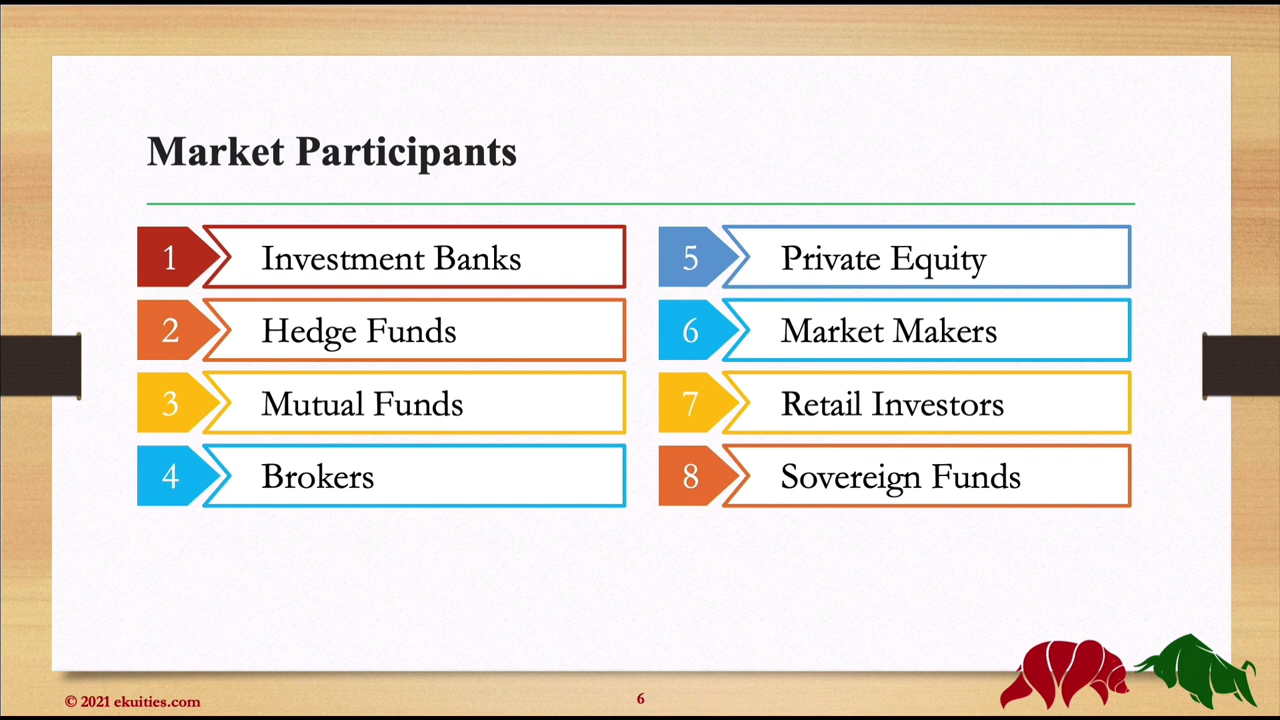 Market Participants
1 Investment Banks
2 Hedge Funds
3 Mutual Funds
4 Brokers
5 Private Equity
6 Market Makers
7 Retail Investors
8 Sovereign Funds
© 2021 ekuities.com
6